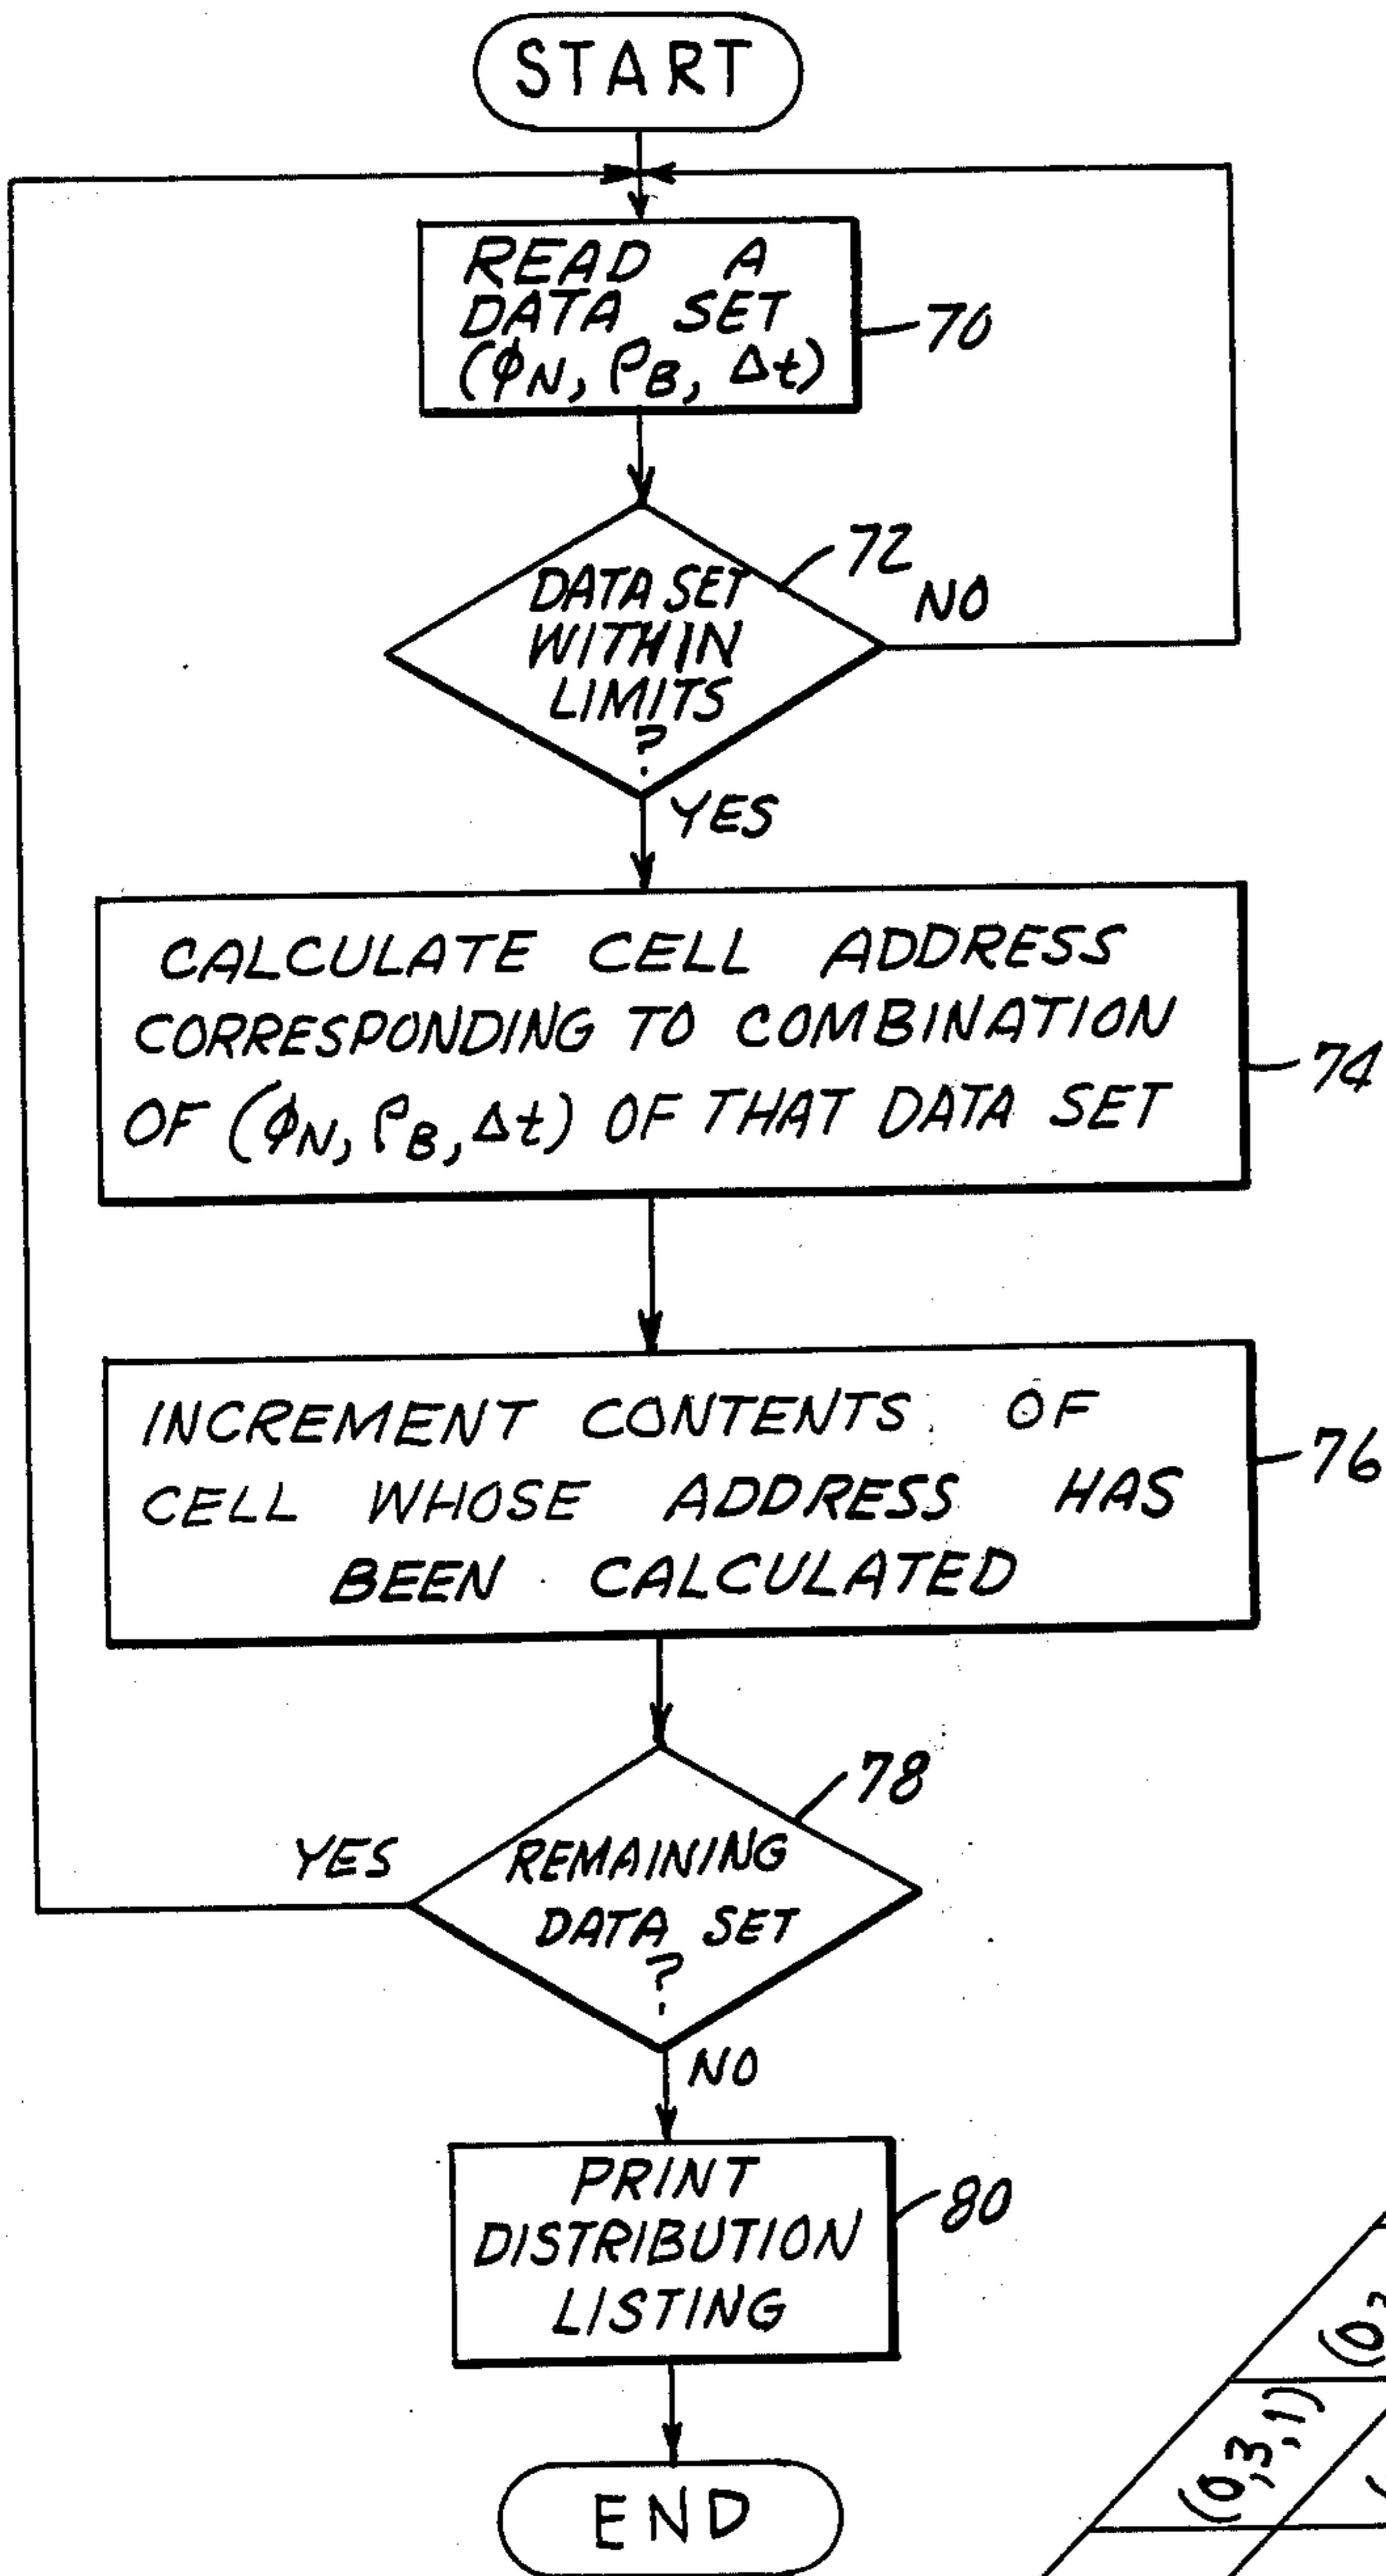 START
READ A
DATA SET
(ϕN, ρB, Δt)
70
72
NO
DATA SET
WITHIN
LIMITS
?
YES
CALCULATE CELL ADDRESS
CORRESPONDING TO COMBINATION
OF (ϕN, ρB, Δt) OF THAT DATA SET
74
INCREMENT CONTENTS OF
CELL WHOSE ADDRESS HAS
BEEN CALCULATED
76
78
YES
REMAINING
DATA SET
?
NO
PRINT
DISTRIBUTION
LISTING
80
END
(0,3,1)